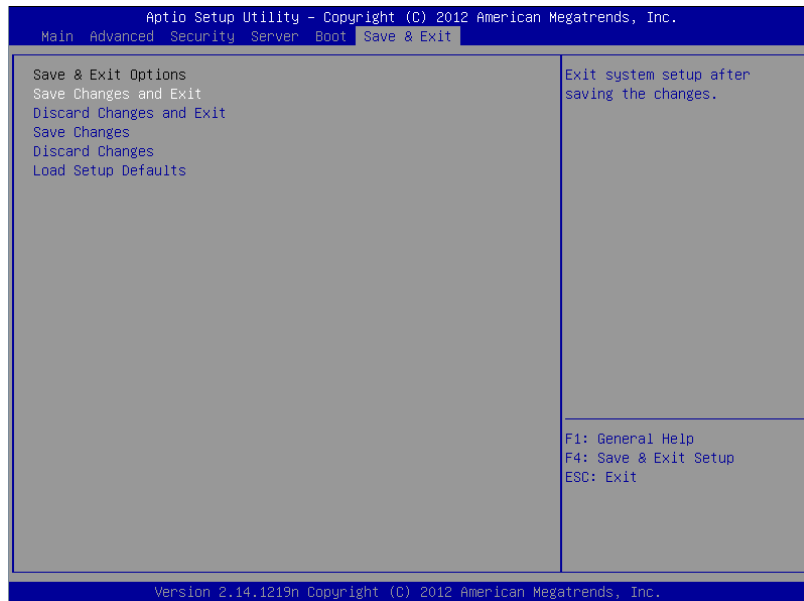 Aptio Setup Utility – Copyright (C) 2012 American Megatrends, Inc.
Main Advanced Security Server Boot Save & Exit
Save & Exit Options
Save Changes and Exit
Discard Changes and Exit
Save Changes
Discard Changes
Load Setup Defaults
Exit system setup after
saving the changes.
F1: General Help
F4: Save & Exit Setup
ESC: Exit
Version 2.14.1219n Copyright (C) 2012 American Megatrends, Inc.